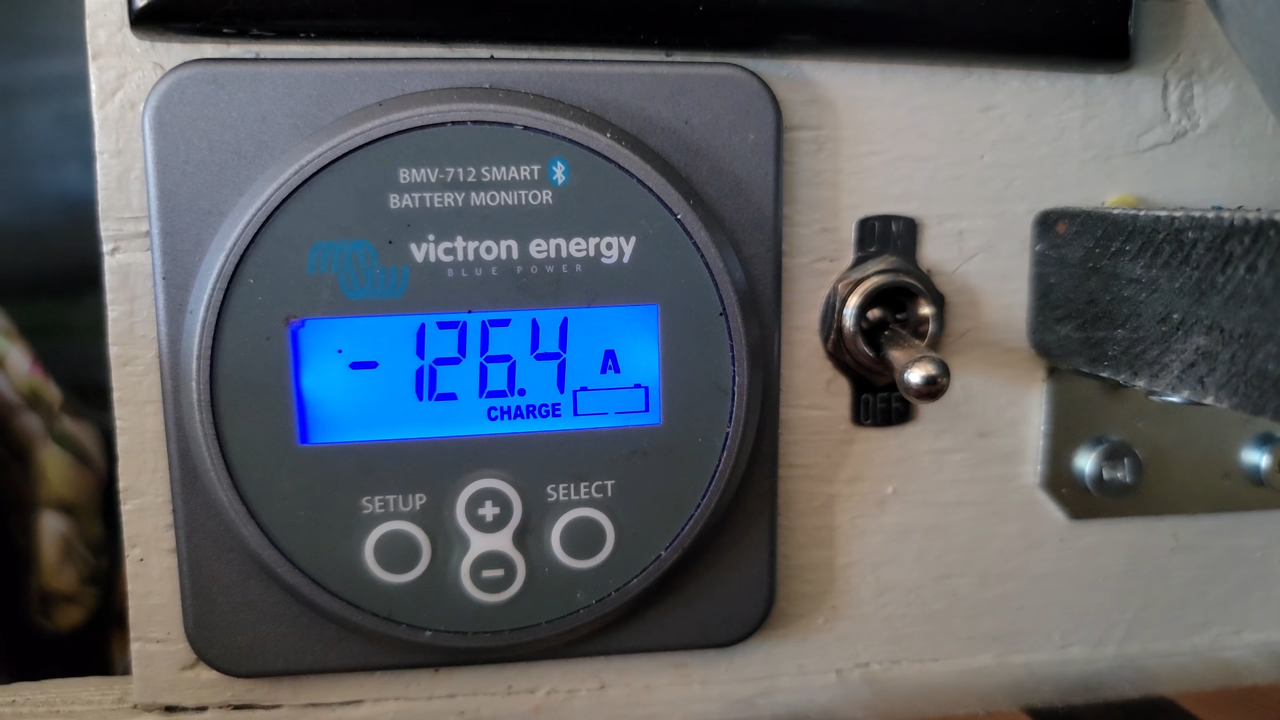 BMV-712 SMART
BATTERY MONITOR
victron energy
BLUE POWER
-126.4 A
CHARGE
SETUP
SELECT
+
-
ON
OFF